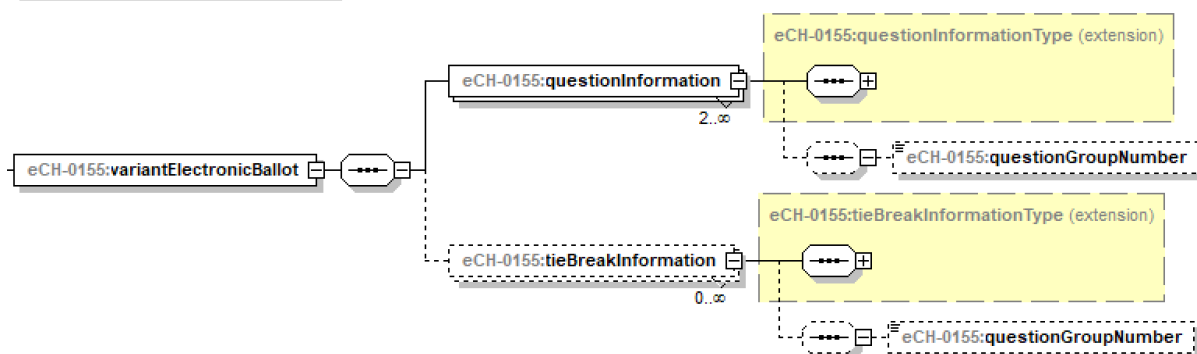 eCH-0155:questionInformationType (extension)
eCH-0155:questionInformation
2..∞
eCH-0155:questionGroupNumber
eCH-0155:variantElectronicBallot
eCH-0155:tieBreakInformationType (extension)
eCH-0155:tieBreakInformation
0..∞
eCH-0155:questionGroupNumber